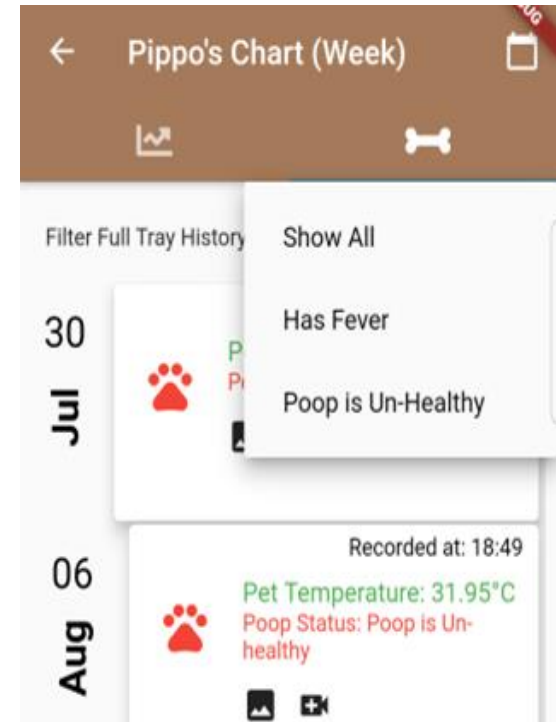 Pippo's Chart (Week)
UG
Filter Full Tray History
Show All
Has Fever
Poop is Un-Healthy
30
Jul
P
P
Recorded at: 18:49
06
Aug
Pet Temperature: 31.95°C
Poop Status: Poop is Un-
healthy